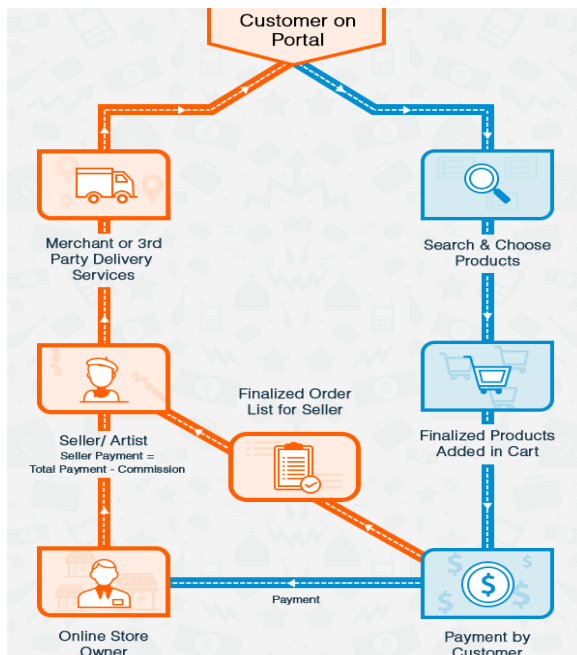 Customer on
Portal
Merchant or 3rd
Party Delivery
Services
Search & Choose
Products
Finalized Order
List for Seller
Seller/ Artist
Seller Payment =
Total Payment - Commission
Finalized Products
Added in Cart
Payment
Online Store
Owner
Payment by
Customer